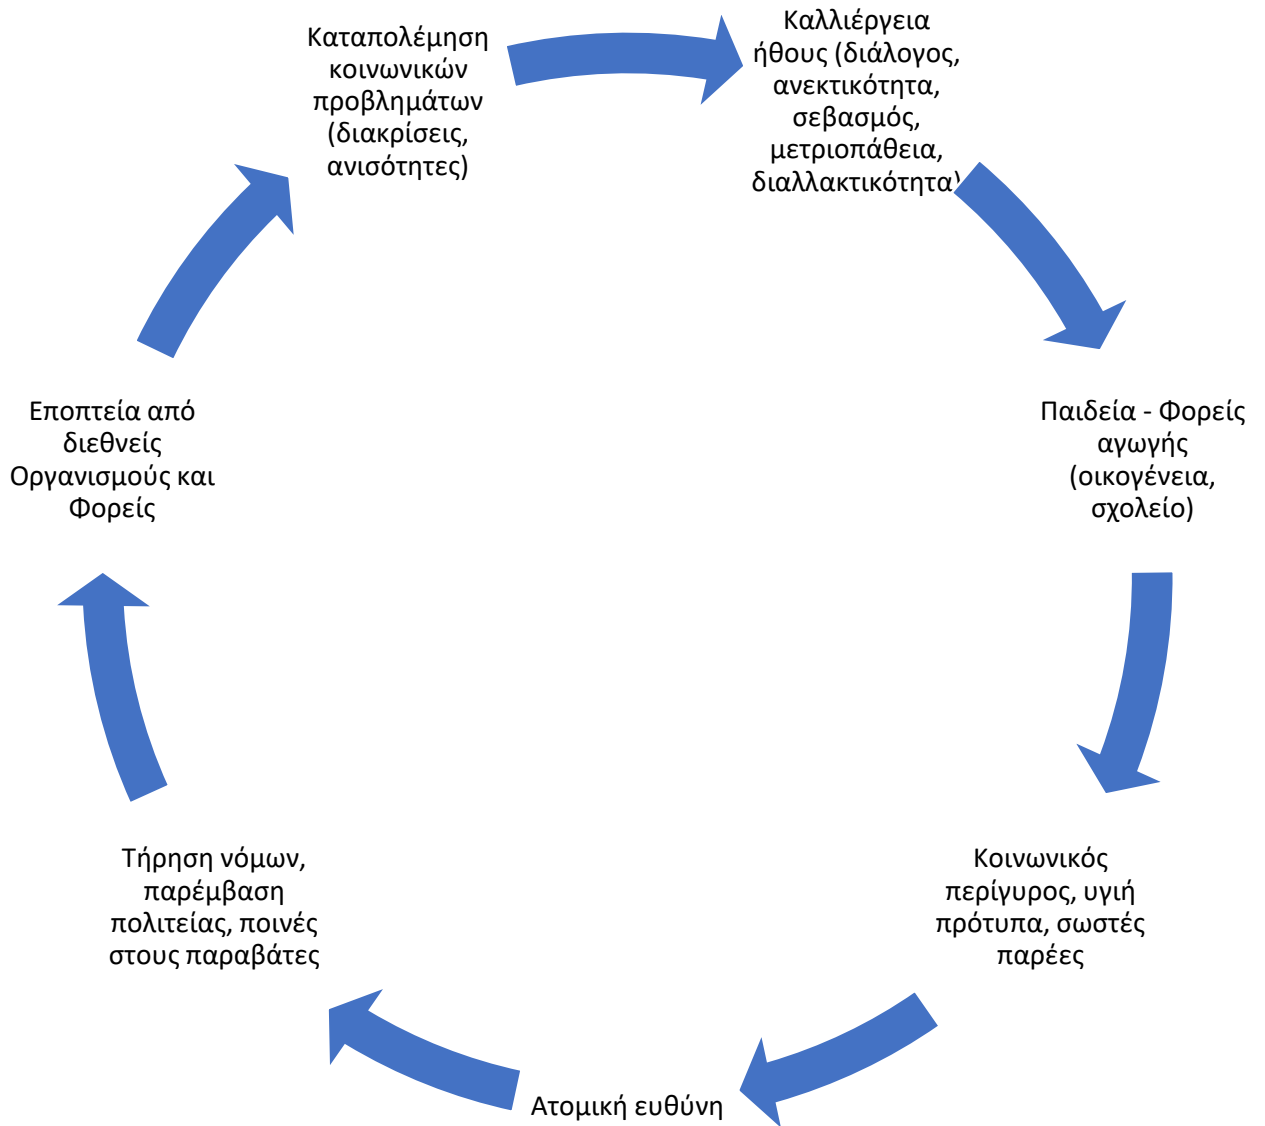 Καταπολέμηση
κοινωνικών
προβλημάτων
(διακρίσεις,
ανισότητες)
Καλλιέργεια
ήθους (διάλογος,
ανεκτικότητα,
σεβασμός,
μετριοπάθεια,
διαλλακτικότητα)
Παιδεία - Φορείς
αγωγής
(οικογένεια,
σχολείο)
Κοινωνικός
περίγυρος, υγιή
πρότυπα, σωστές
παρέες
Ατομική ευθύνη
Τήρηση νόμων,
παρέμβαση
πολιτείας, ποινές
στους παραβάτες
Εποπτεία από
διεθνείς
Οργανισμούς και
Φορείς